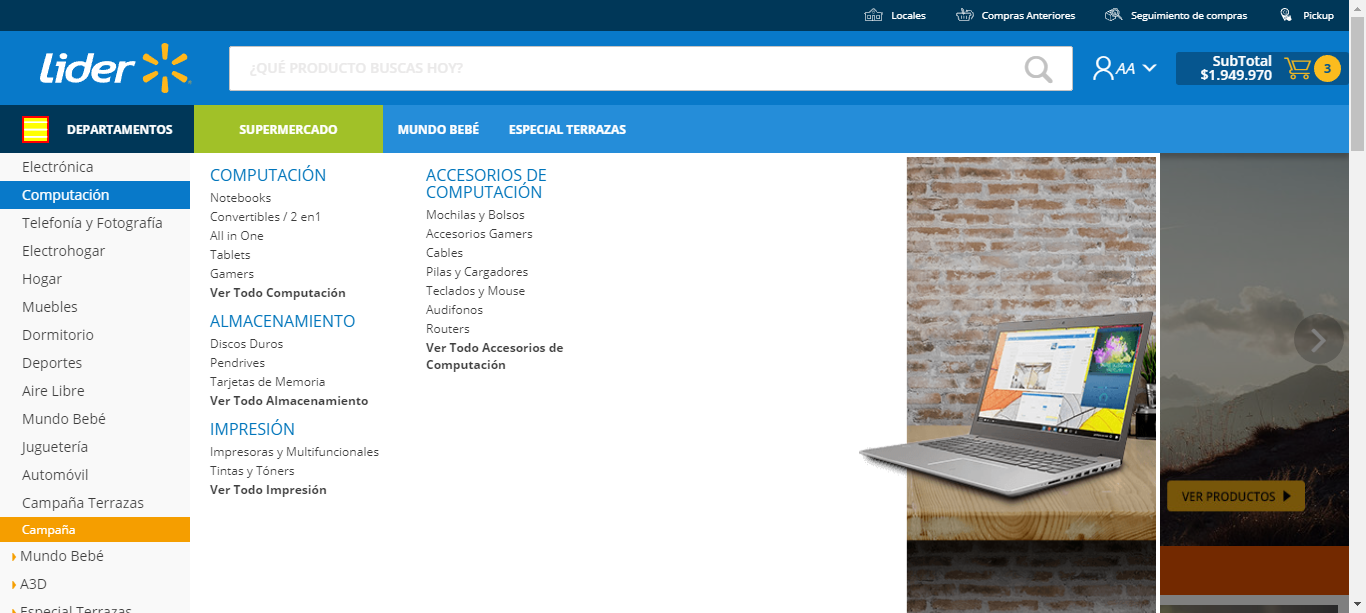 Locales
Compras Anteriores
Seguimiento de compras
Pickup
Lider
¿QUÉ PRODUCTO BUSCAS HOY?
AA
SubTotal
$1.949.970
3
DEPARTAMENTOS
SUPERMERCADO
MUNDO BEBÉ
ESPECIAL TERRAZAS
Electrónica
Computación
Telefonía y Fotografía
Electrohogar
Hogar
Muebles
Dormitorio
Deportes
Aire Libre
Mundo Bebé
Juguetería
Automóvil
Campaña Terrazas
Campaña
Mundo Bebé
A3D
Especial Terrazas
COMPUTACIÓN
Notebooks
Convertibles / 2 en1
All in One
Tablets
Gamers
Ver Todo Computación
ALMACENAMIENTO
Discos Duros
Pendrives
Tarjetas de Memoria
Ver Todo Almacenamiento
IMPRESIÓN
Impresoras y Multifuncionales
Tintas y Tóners
Ver Todo Impresión
ACCESORIOS DE
COMPUTACIÓN
Mochilas y Bolsos
Accesorios Gamers
Cables
Pilas y Cargadores
Teclados y Mouse
Audifonos
Routers
Ver Todo Accesorios de
Computación
VER PRODUCTOS